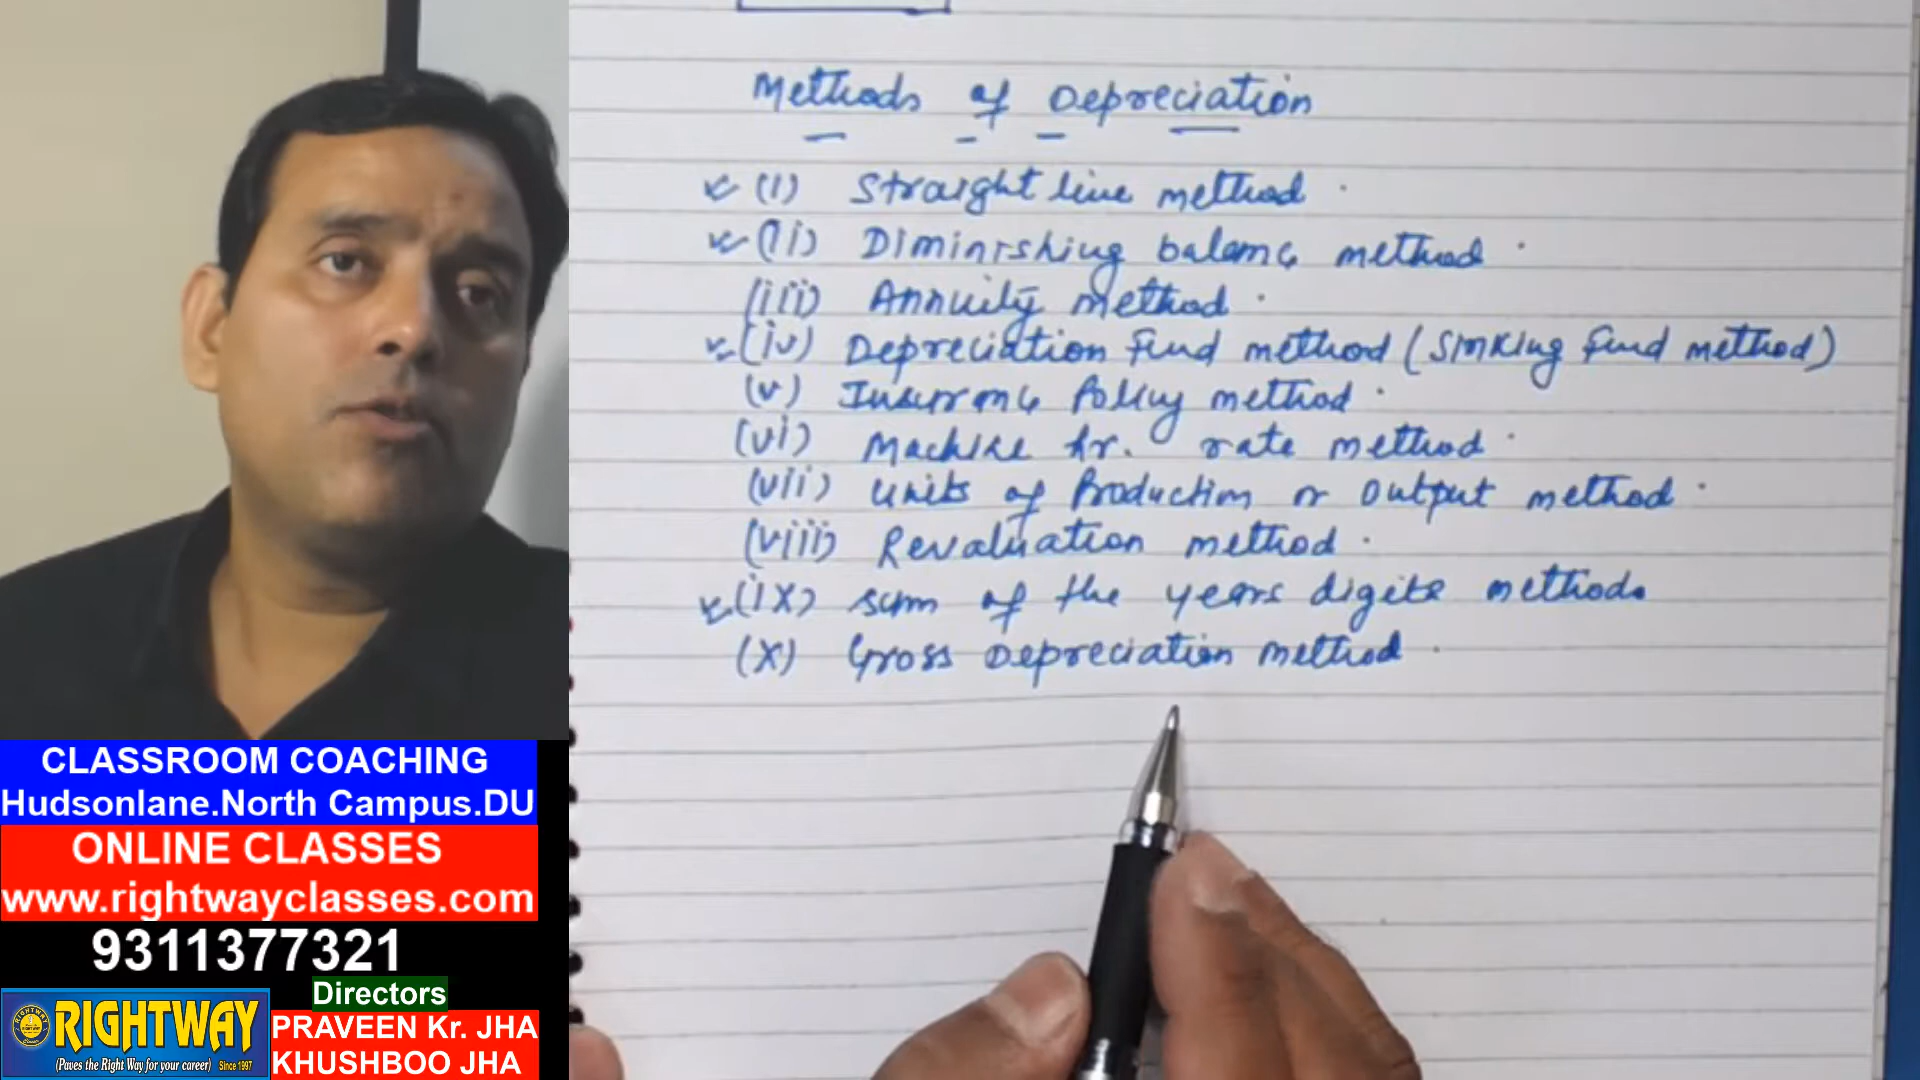 Methods of Depreciation
(i) Straight line method
(ii) Diminishing balance method
(iii) Annuity method
(iv) Depreciation Fund method (Sinking Fund method)
(v) Insurance Policy method
(vi) Machine hr. rate method
(vii) Units of Production or Output method
(viii) Revaluation method
(ix) sum of the years digits method
(x) Gross Depreciation method
CLASSROOM COACHING
Hudsonlane.North Campus.DU
ONLINE CLASSES
www.rightwayclasses.com
9311377321
Directors
PRAVEEN Kr. JHA
KHUSHBOO JHA
RIGHTWAY
(Paves the Right Way for your career) Since 1997